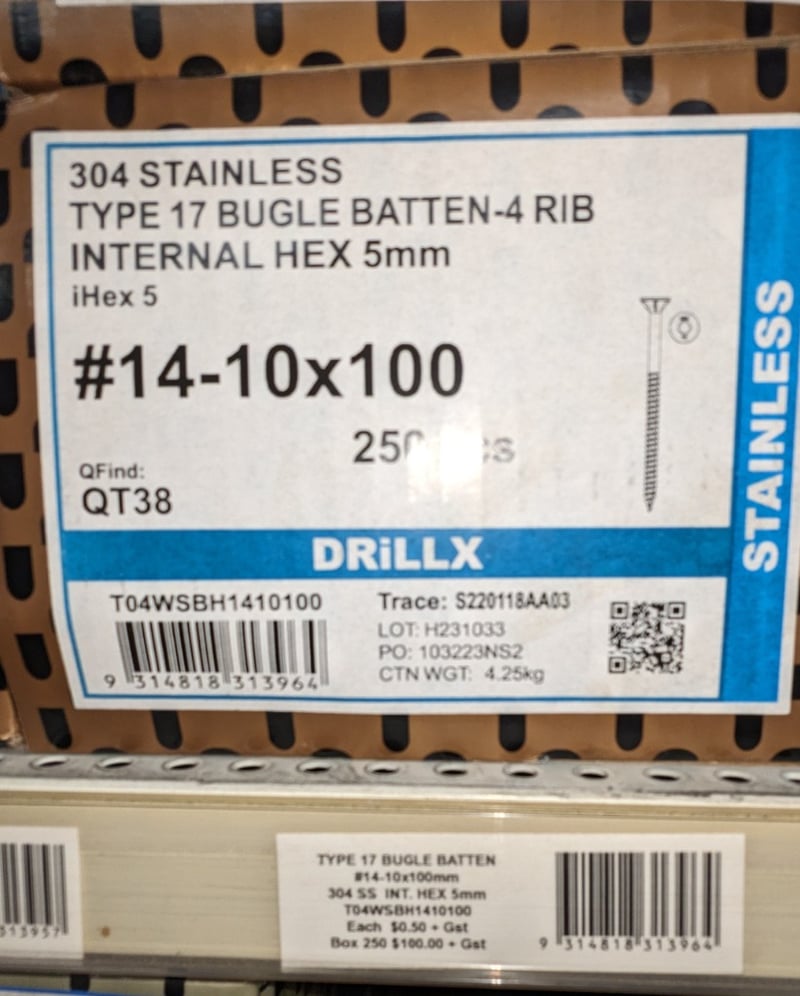 304 STAINLESS
TYPE 17 BUGLE BATTEN-4 RIB
INTERNAL HEX 5mm
iHex 5
#14-10x100
250
QFind:
QT38
STAINLESS
DRiLLX
T04WSBH1410100
9 314818 313964
Trace: S220118AA03
LOT: H231033
PO: 103223NS2
CTN WGT: 4.25kg
313957
TYPE 17 BUGLE BATTEN
#14-10x100mm
304 SS INT. HEX 5mm
T04WSBH1410100
Each $0.50 + Gst
Box 250 $100.00 + Gst
9 314818 313964